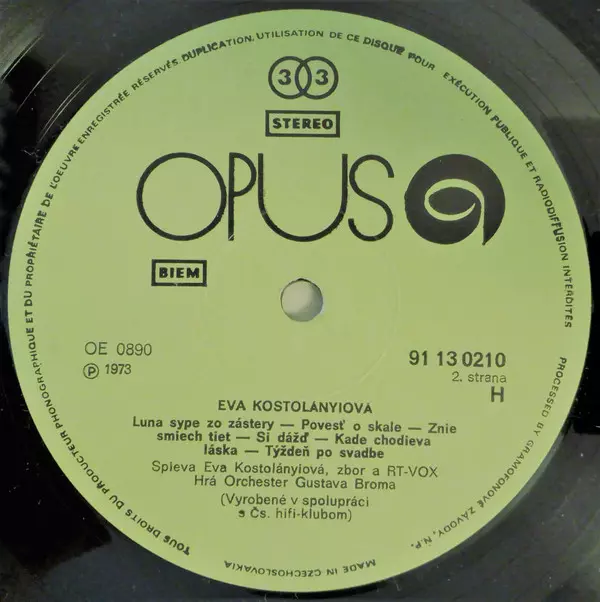 TOUS DROITS DU PRODUCTEUR PHONOGRAPHIQUE ET DU PROPRIÉTAIRE DE L'OEUVRE ENREGISTRÉE RÉSERVÉS. DUPLICATION. UTILISATION DE CE DISQUE POUR EXÉCUTION PUBLIQUE ET RADIODIFFUSION INTERDITES
33
STEREO
OPUS
BIEM
OE 0890
℗ 1973
91 13 0210
2. strana
H
EVA KOSTOLÁNYIOVÁ
Luna sype zo zástery — Povesť o skale — Znie
smiech tiet — Si dážď — Kade chodieva
láska — Týždeň po svadbe
Spieva Eva Kostolányiová, zbor a RT-VOX
Hrá Orchester Gustava Broma
(Vyrobené v spolupráci
s Čs. hifi-klubom)
PROCESSED BY GRAMOFONOVÉ ZÁVODY, N.P.
MADE IN CZECHOSLOVAKIA